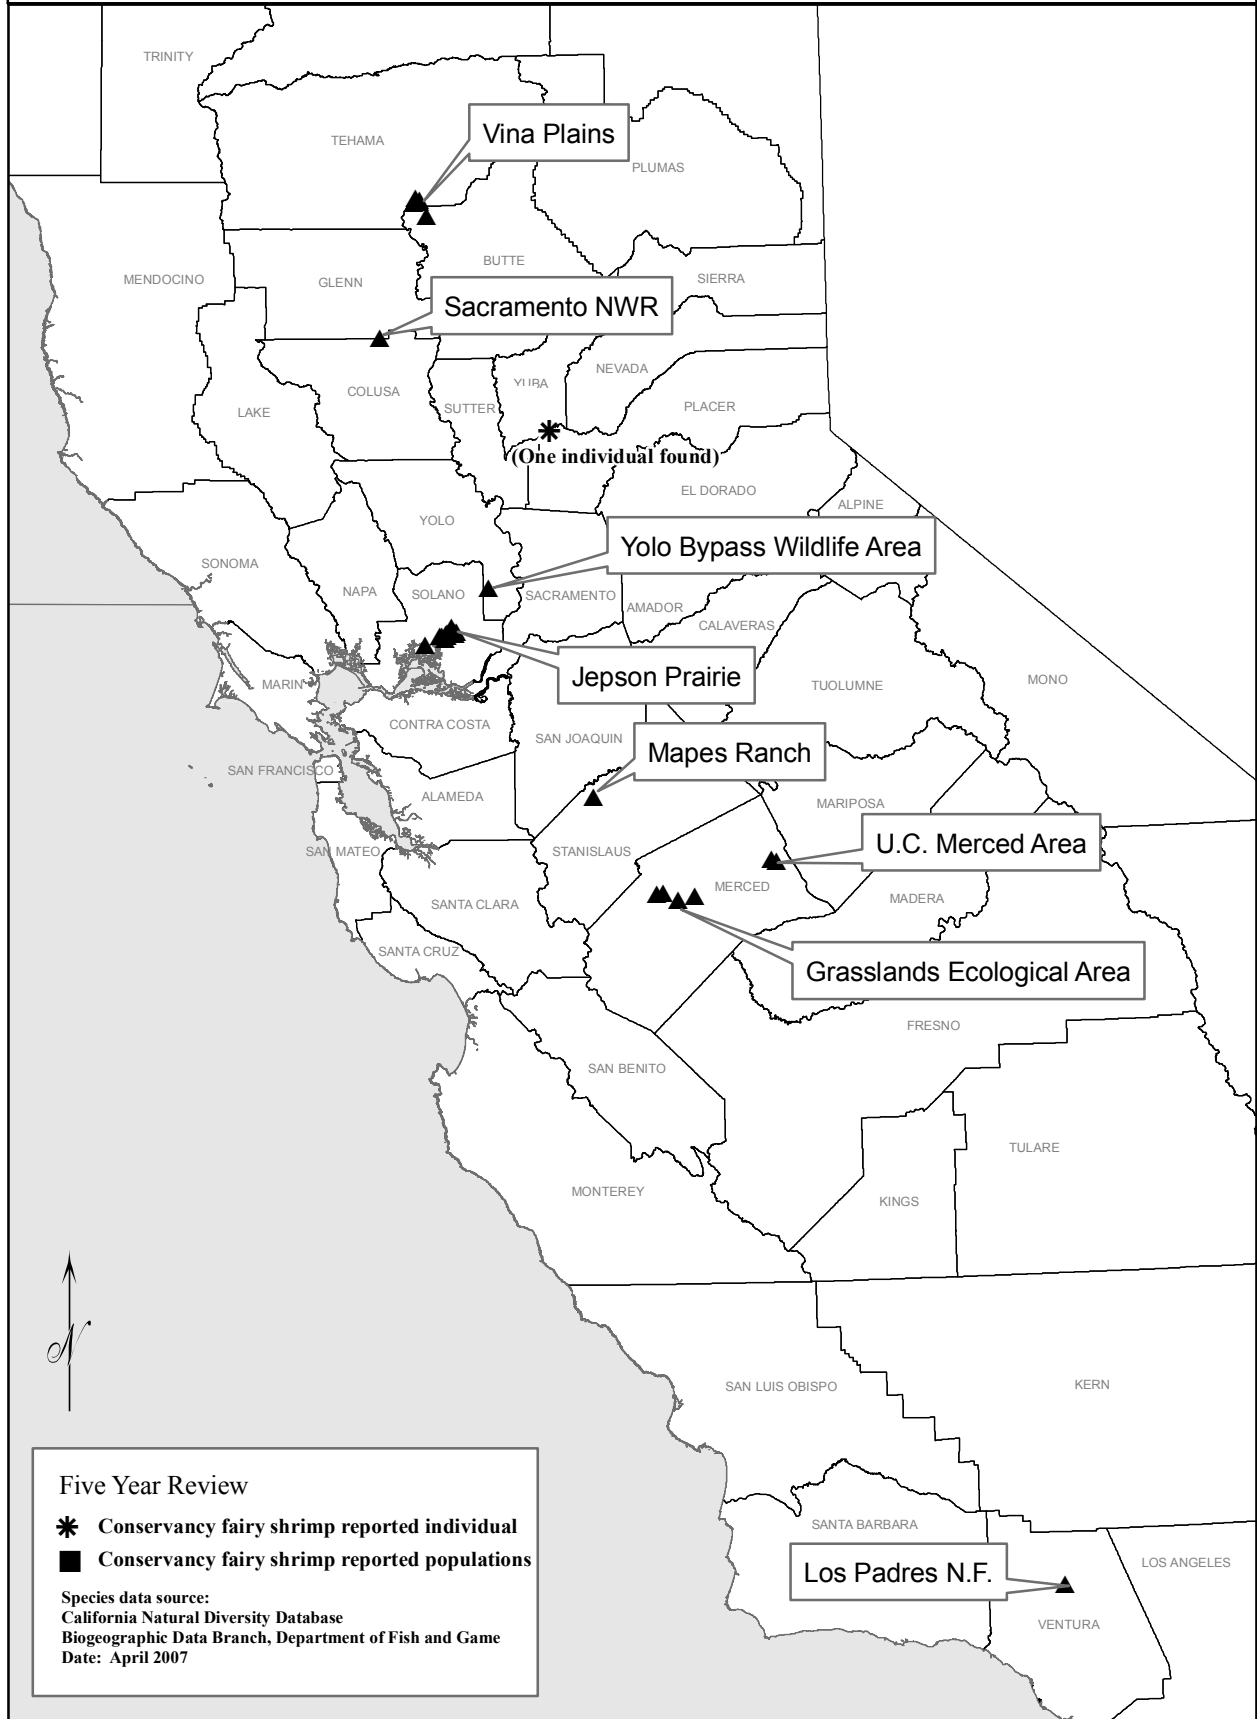 TRINITY
TEHAMA
Vina Plains
PLUMAS
MENDOCINO
GLENN
BUTTE
SIERRA
Sacramento NWR
LAKE
COLUSA
SUTTER
YUBA
NEVADA
PLACER
(One individual found)
EL DORADO
ALPINE
YOLO
Yolo Bypass Wildlife Area
SONOMA
NAPA
SOLANO
SACRAMENTO
AMADOR
CALAVERAS
Jepson Prairie
MARIN
TUOLUMNE
MONO
CONTRA COSTA
SAN JOAQUIN
Mapes Ranch
SAN FRANCISCO
ALAMEDA
MARIPOSA
SAN MATEO
STANISLAUS
U.C. Merced Area
SANTA CLARA
MERCED
MADERA
SANTA CRUZ
Grasslands Ecological Area
FRESNO
SAN BENITO
TULARE
MONTEREY
KINGS
N
SAN LUIS OBISPO
KERN
SANTA BARBARA
Los Padres N.F.
LOS ANGELES
VENTURA
Five Year Review
Conservancy fairy shrimp reported individual
Conservancy fairy shrimp reported populations
Species data source:
California Natural Diversity Database
Biogeographic Data Branch, Department of Fish and Game
Date: April 2007